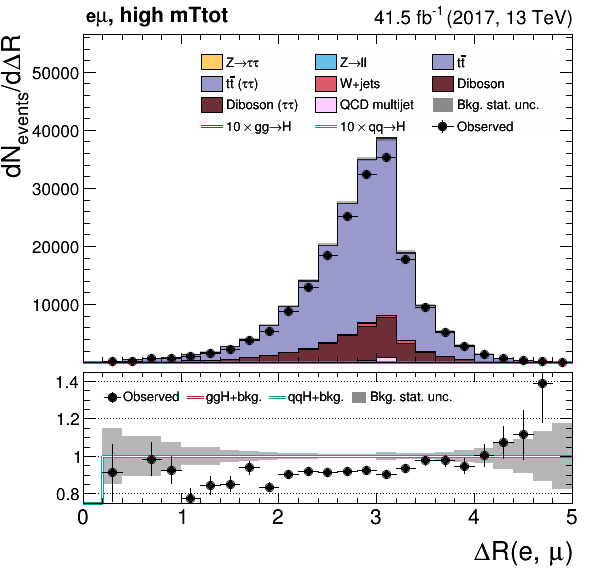 eμ, high mTtot 41.5 fb⁻¹ (2017, 13 TeV)
dN_events/dΔR
Z→ττ Z→ll tt̄
tt̄ (ττ) W+jets Diboson
Diboson (ττ) QCD multijet Bkg. stat. unc.
10 × gg→H 10 × qq→H Observed
50000
40000
30000
20000
10000
Observed ggH+bkg. qqH+bkg. Bkg. stat. unc.
1.4
1.2
1
0.8
0 1 2 3 4 5
ΔR(e, μ)